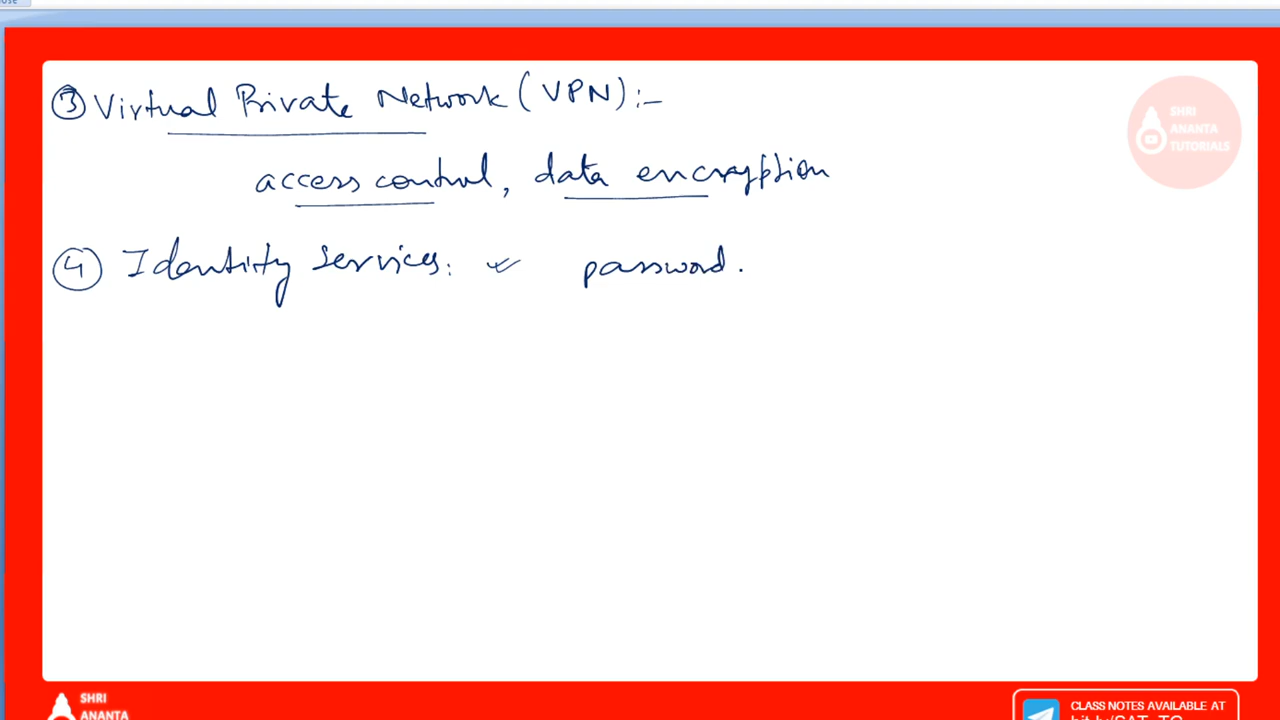 ③ Virtual Private Network (VPN):-
SHRI
ANANTA
TUTORIALS
access control, data encryption
④ Identity Services: password.
SHRI
ANANTA
CLASS NOTES AVAILABLE AT